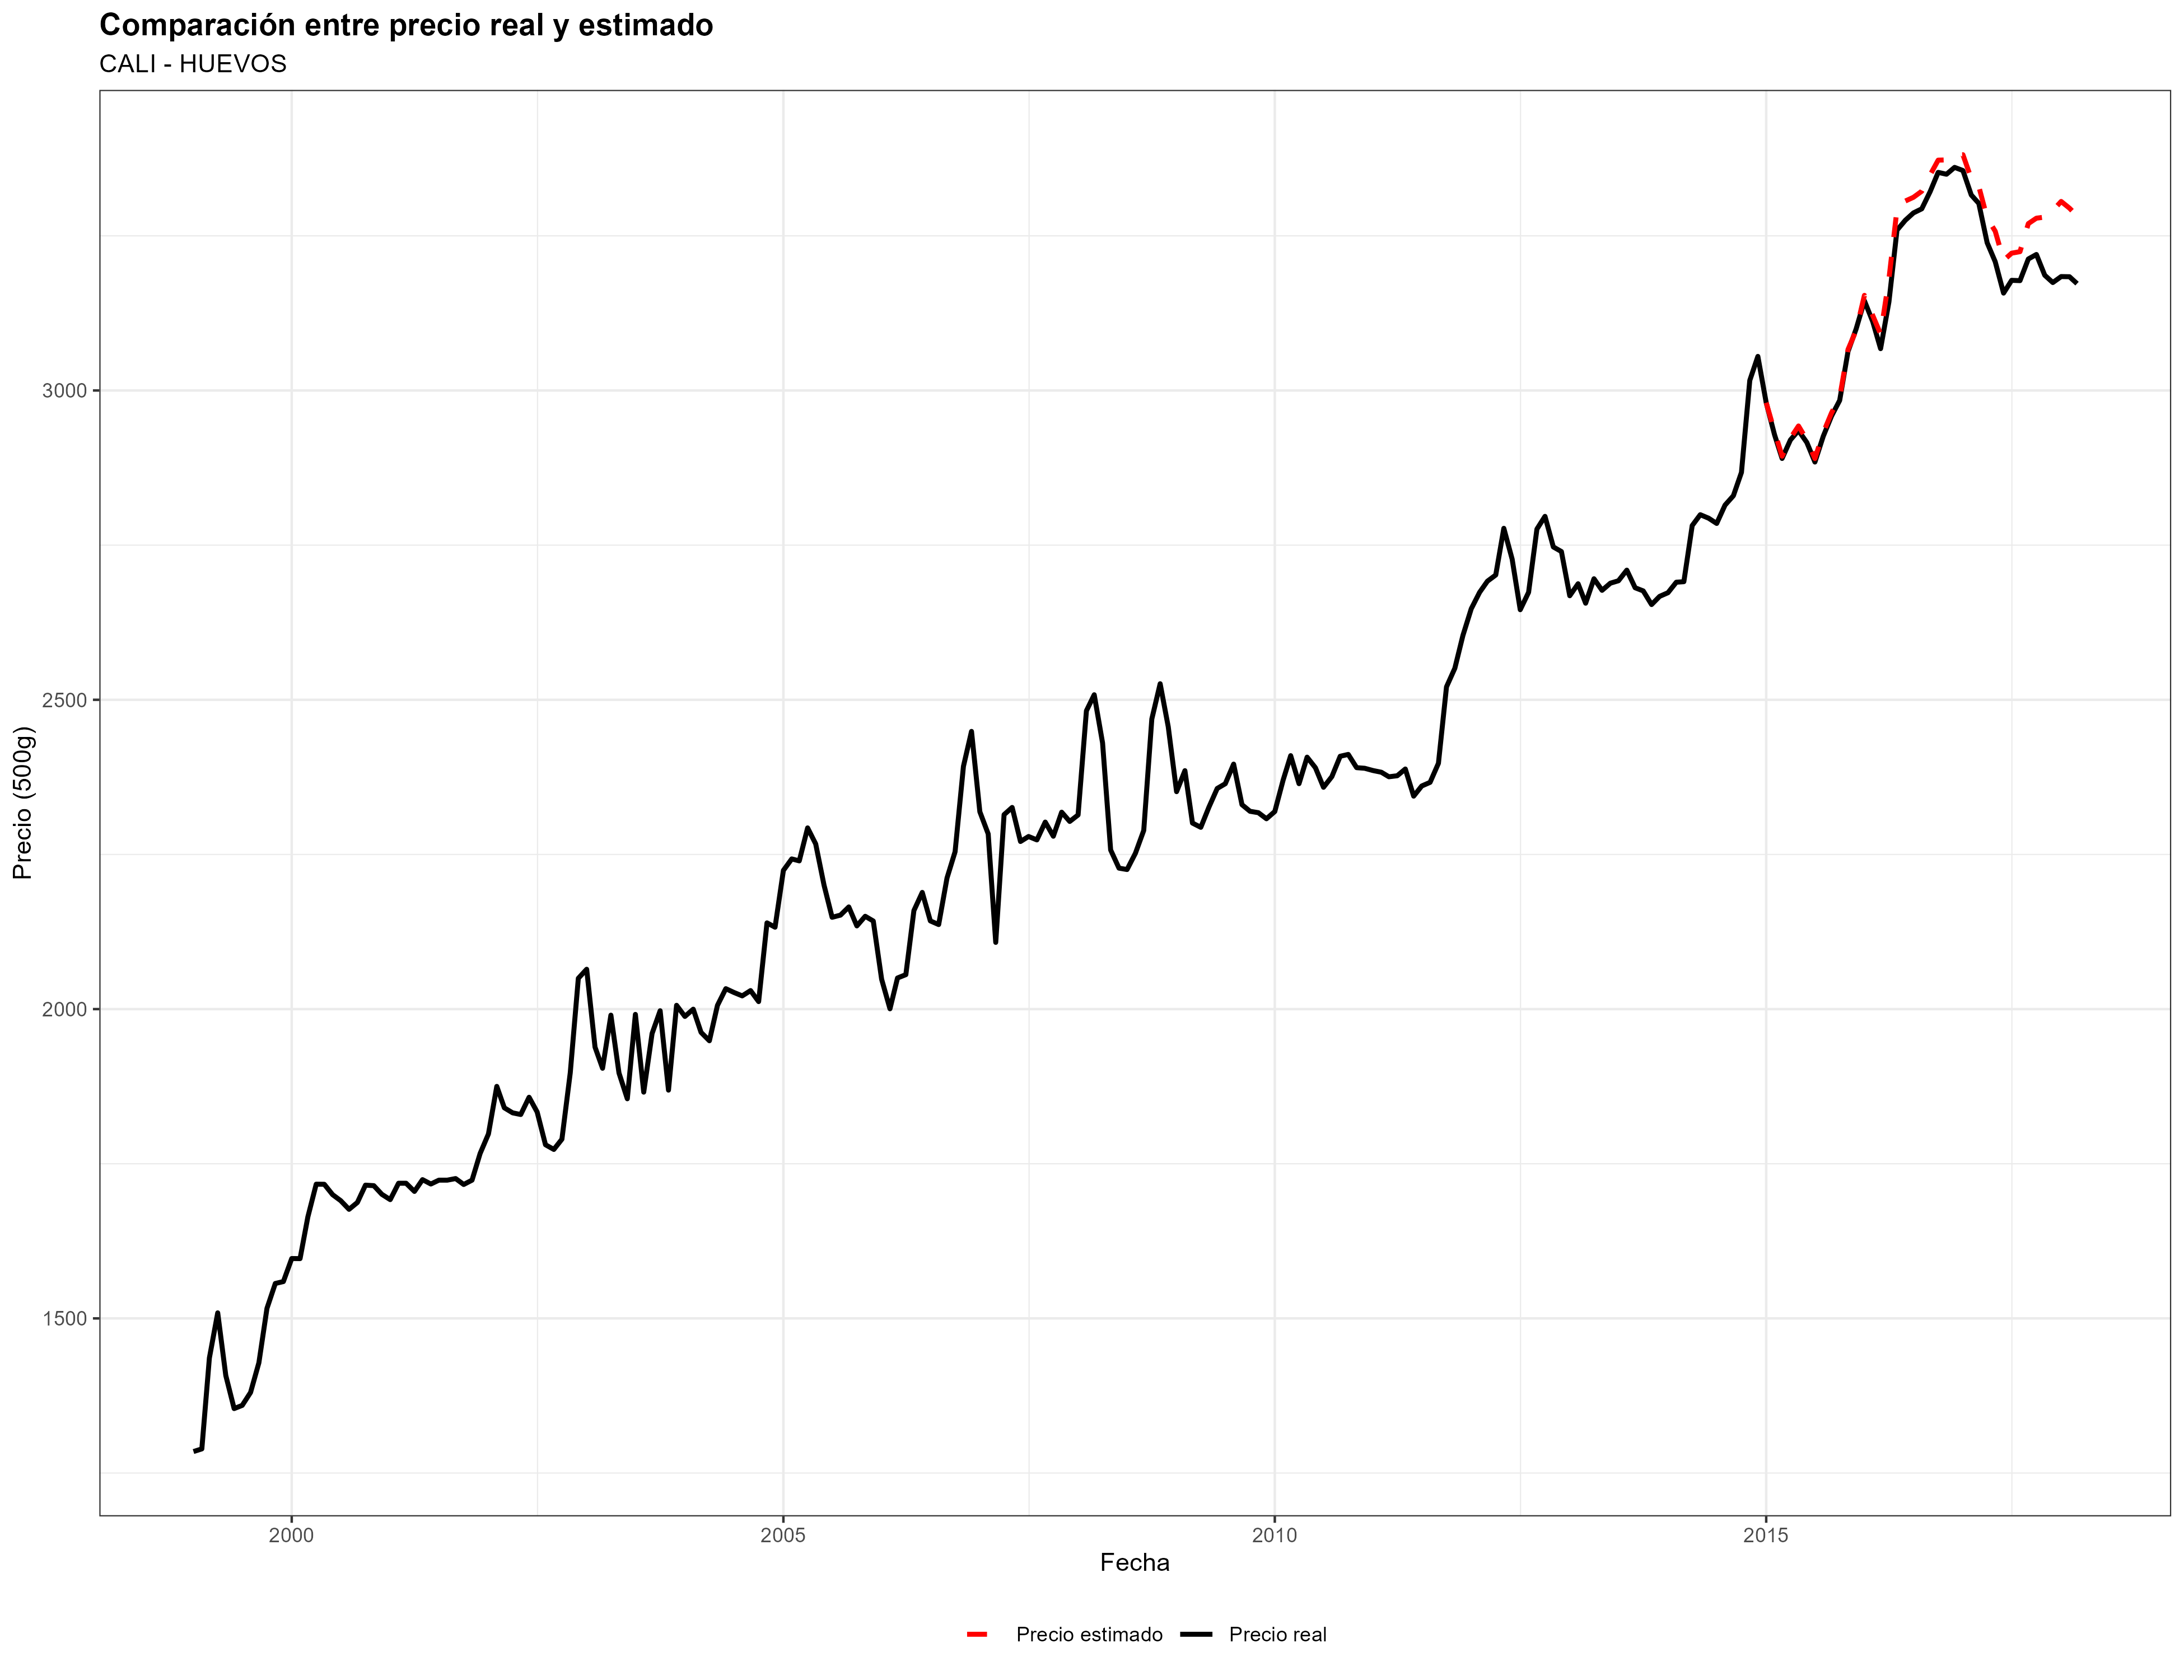 Comparación entre precio real y estimado
CALI - HUEVOS
Precio (500g)
3000
2500
2000
1500
2000
2005
2010
2015
Fecha
Precio estimado
Precio real